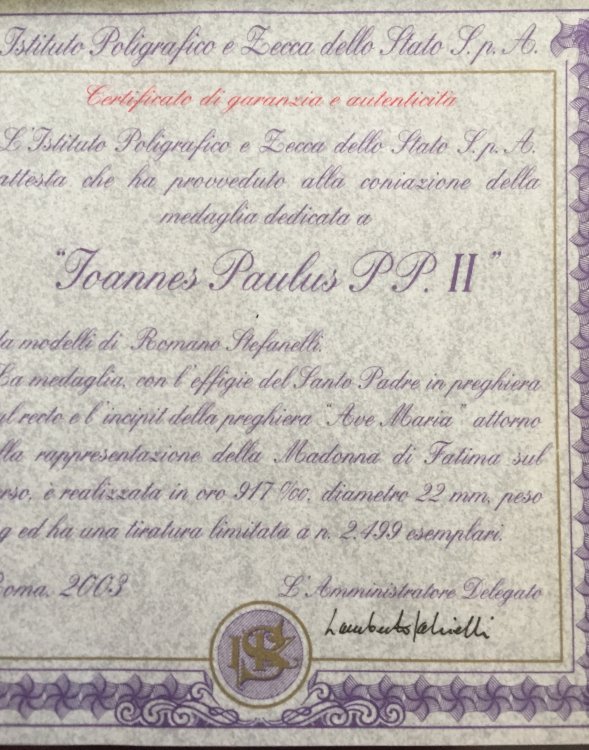 Istituto Poligrafico e Zecca dello Stato S.p.A.
Certificato di garanzia e autenticità
L'Istituto Poligrafico e Zecca dello Stato S.p.A.
attesta che ha provveduto alla coniazione della
medaglia dedicata a
"Ioannes Paulus PP. II"
da modelli di Romano Stefanelli.
La medaglia, con l'effigie del Santo Padre in preghiera
sul recto e l'incipit della preghiera "Ave Maria" attorno
alla rappresentazione della Madonna di Fatima sul
verso, è realizzata in oro 917 ‰, diametro 22 mm, peso
g ed ha una tiratura limitata a n. 2.499 esemplari.
Roma, 2003
L'Amministratore Delegato